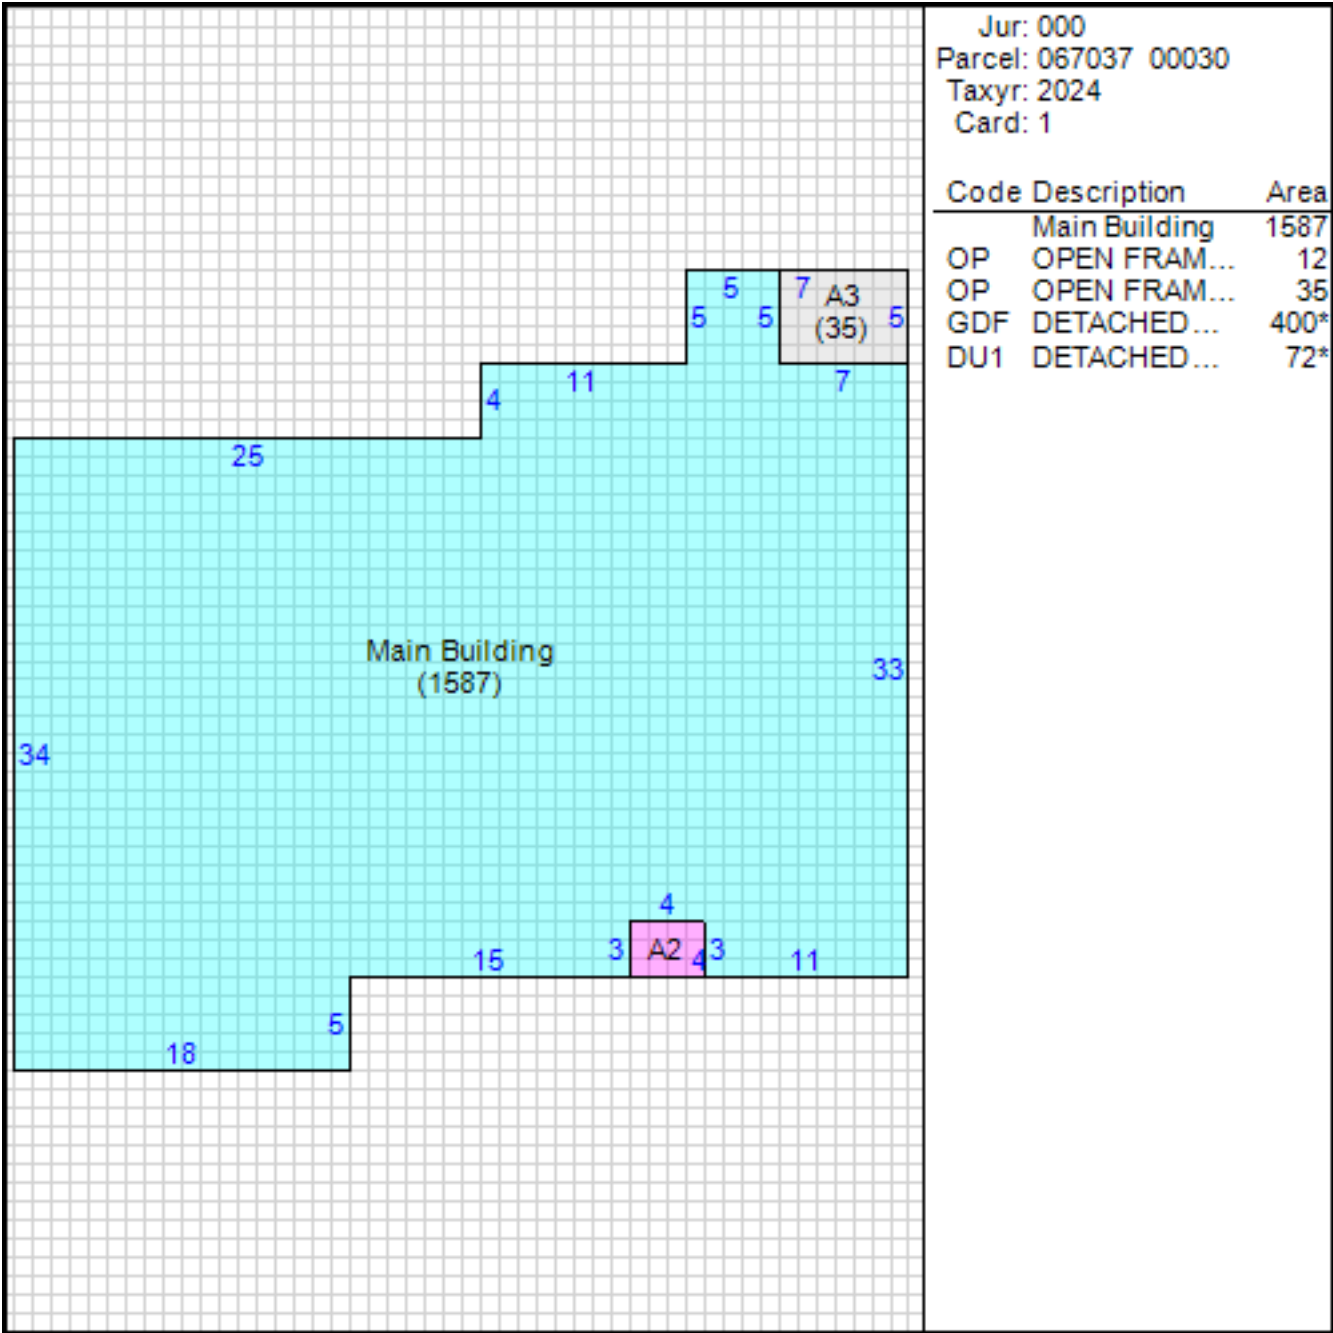 Jur: 000
Parcel: 067037 00030
Taxyr: 2024
Card: 1
Code Description Area
Main Building 1587
OP OPEN FRAM... 12
OP OPEN FRAM... 35
GDF DETACHED... 400*
DU1 DETACHED... 72*
5 7 A3
5 5 (35) 5
11 7
4
25
Main Building
(1587)
33
34
4
3 A2 4 3
15 11
5
18